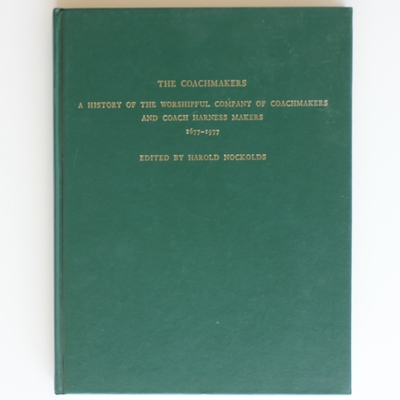 THE COACHMAKERS
A HISTORY OF THE WORSHIPFUL COMPANY OF COACHMAKERS
AND COACH HARNESS MAKERS
1677–1977
EDITED BY HAROLD NOCKOLDS